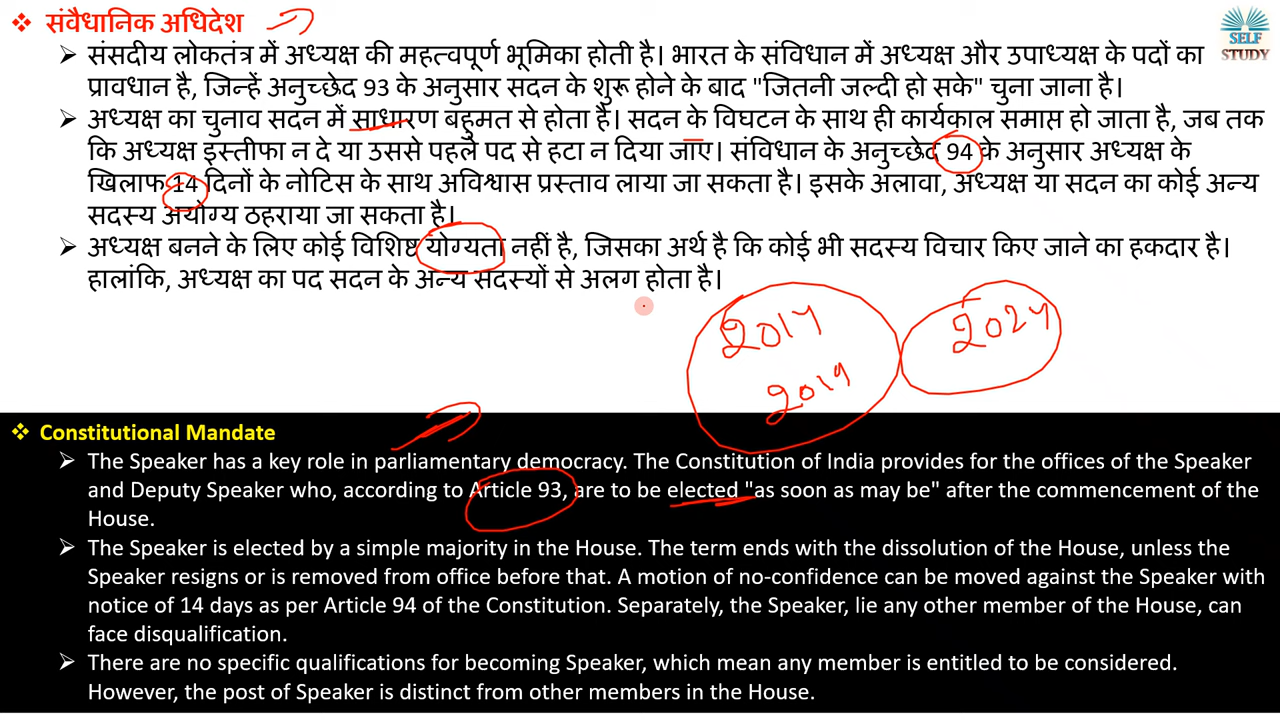 ❖ संवैधानिक अधिदेश
SELF
STUDY
➢ संसदीय लोकतंत्र में अध्यक्ष की महत्वपूर्ण भूमिका होती है। भारत के संविधान में अध्यक्ष और उपाध्यक्ष के पदों का
प्रावधान है, जिन्हें अनुच्छेद 93 के अनुसार सदन के शुरू होने के बाद "जितनी जल्दी हो सके" चुना जाना है।
➢ अध्यक्ष का चुनाव सदन में साधारण बहुमत से होता है। सदन के विघटन के साथ ही कार्यकाल समाप्त हो जाता है, जब तक
कि अध्यक्ष इस्तीफा न दे या उससे पहले पद से हटा न दिया जाए। संविधान के अनुच्छेद 94 के अनुसार अध्यक्ष के
खिलाफ 14 दिनों के नोटिस के साथ अविश्वास प्रस्ताव लाया जा सकता है। इसके अलावा, अध्यक्ष या सदन का कोई अन्य
सदस्य अयोग्य ठहराया जा सकता है।
➢ अध्यक्ष बनने के लिए कोई विशिष्ट योग्यता नहीं है, जिसका अर्थ है कि कोई भी सदस्य विचार किए जाने का हकदार है।
हालांकि, अध्यक्ष का पद सदन के अन्य सदस्यों से अलग होता है।
2014
2019
2024
❖ Constitutional Mandate
➢ The Speaker has a key role in parliamentary democracy. The Constitution of India provides for the offices of the Speaker
and Deputy Speaker who, according to Article 93, are to be elected "as soon as may be" after the commencement of the
House.
➢ The Speaker is elected by a simple majority in the House. The term ends with the dissolution of the House, unless the
Speaker resigns or is removed from office before that. A motion of no-confidence can be moved against the Speaker with
notice of 14 days as per Article 94 of the Constitution. Separately, the Speaker, lie any other member of the House, can
face disqualification.
➢ There are no specific qualifications for becoming Speaker, which mean any member is entitled to be considered.
However, the post of Speaker is distinct from other members in the House.